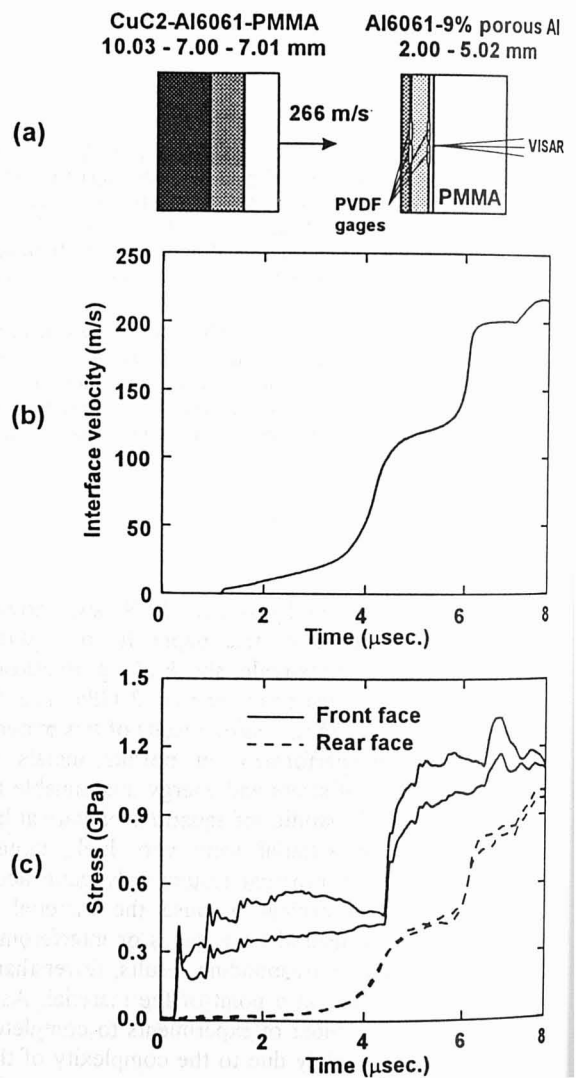 CuC2-Al6061-PMMA
10.03 - 7.00 - 7.01 mm
Al6061-9% porous Al
2.00 - 5.02 mm
(a)
266 m/s
VISAR
PVDF
gages
PMMA
(b)
Interface velocity (m/s)
250
200
150
100
50
0
0 2 4 6 8
Time (μsec.)
(c)
Stress (GPa)
1.5
1.2
0.9
0.6
0.3
0.0
Front face
Rear face
0 2 4 6 8
Time (μsec.)